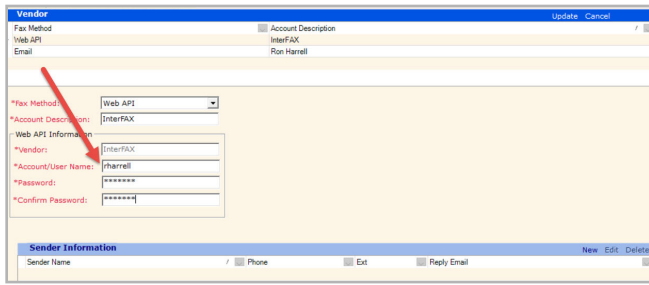 Vendor Update Cancel
Fax Method Account Description /
Web API InterFAX
Email Ron Harrell
*Fax Method: Web API
*Account Description: InterFAX
Web API Information
*Vendor: InterFAX
*Account/User Name: rharrell
*Password: *******
*Confirm Password: *******
Sender Information New Edit Delete
Sender Name / Phone Ext Reply Email